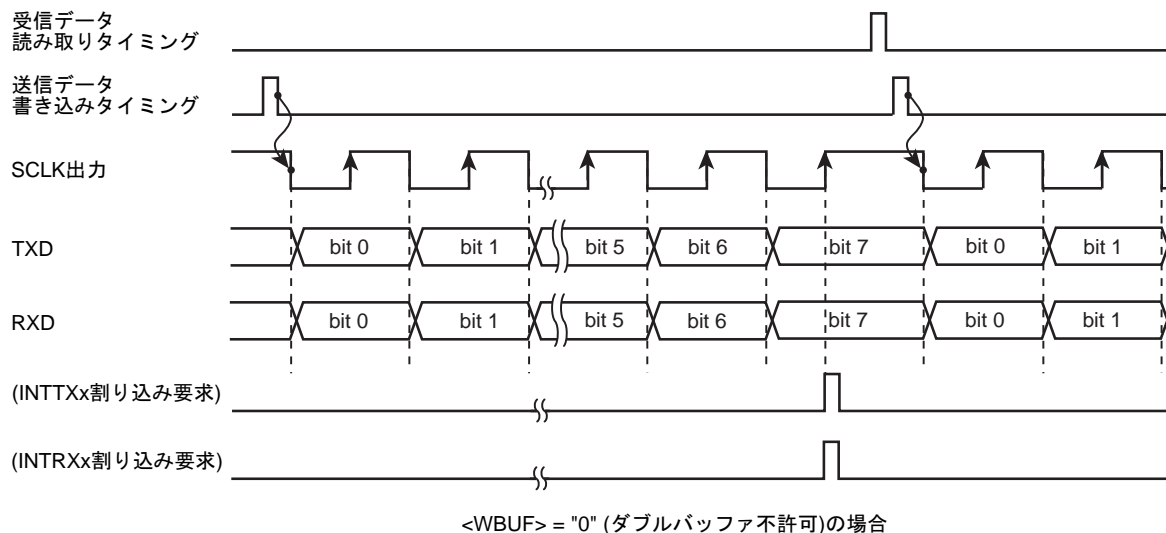 受信データ
読み取りタイミング
送信データ
書き込みタイミング
SCLK出力
TXD
bit 0
bit 1
bit 5
bit 6
bit 7
bit 0
bit 1
RXD
bit 0
bit 1
bit 5
bit 6
bit 7
bit 0
bit 1
(INTTXx割り込み要求)
(INTRXx割り込み要求)
<WBUF> = "0" (ダブルバッファ不許可)の場合